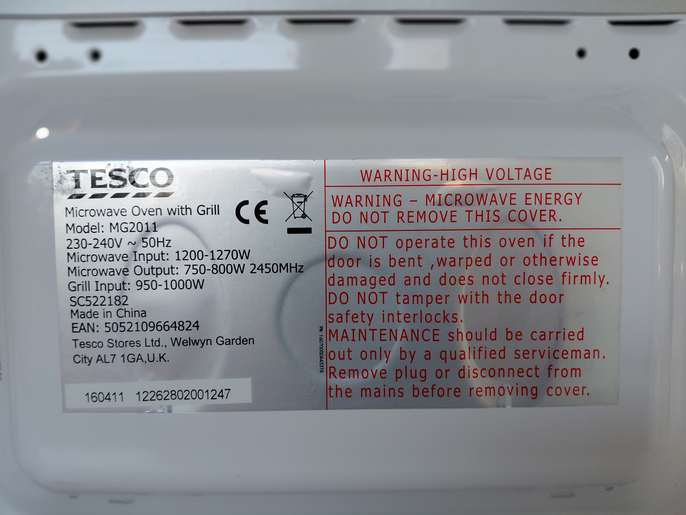 TESCO
Microwave Oven with Grill
Model: MG2011
230-240V ~ 50Hz
Microwave Input: 1200-1270W
Microwave Output: 750-800W 2450MHz
Grill Input: 950-1000W
SC522182
Made in China
EAN: 5052109664824
Tesco Stores Ltd., Welwyn Garden
City AL7 1GA,U.K.
160411 12262802001247
CE
WARNING-HIGH VOLTAGE
WARNING – MICROWAVE ENERGY
DO NOT REMOVE THIS COVER.
DO NOT operate this oven if the
door is bent ,warped or otherwise
damaged and does not close firmly.
DO NOT tamper with the door
safety interlocks.
MAINTENANCE should be carried
out only by a qualified serviceman.
Remove plug or disconnect from
the mains before removing cover.